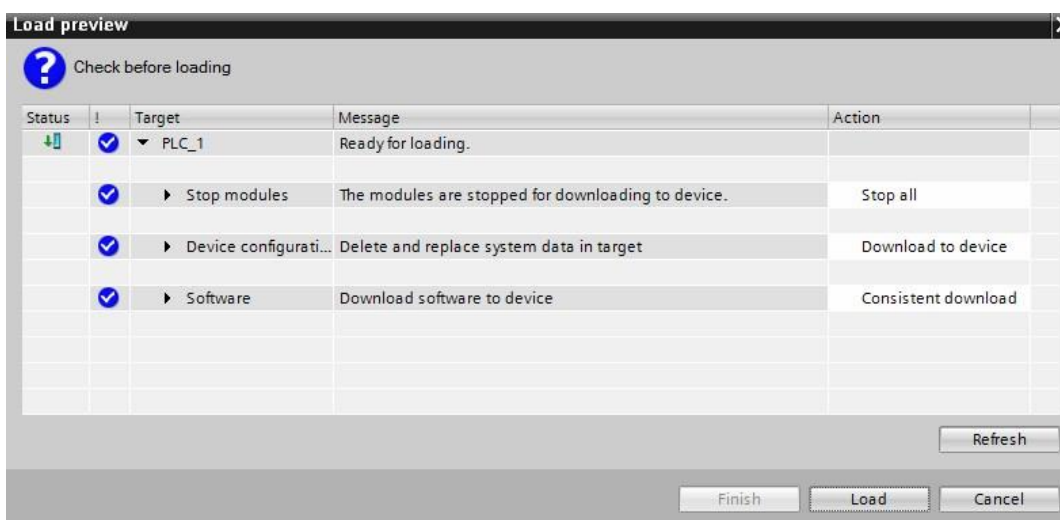 Load preview
Check before loading
Status ! Target Message Action
PLC_1 Ready for loading.
Stop modules The modules are stopped for downloading to device. Stop all
Device configurati... Delete and replace system data in target Download to device
Software Download software to device Consistent download
Refresh
Finish Load Cancel